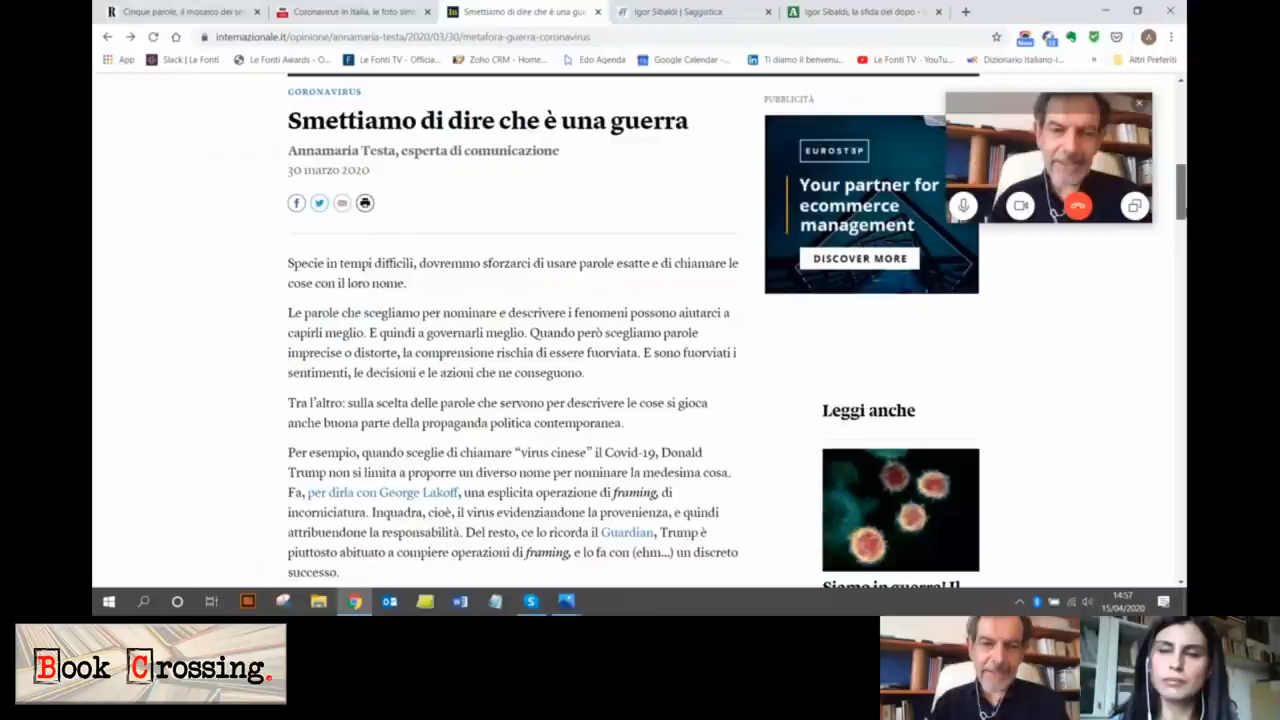 Cinque parole, il mosaico dei se
Coronavirus in Italia, le foto simb
Smettiamo di dire che è una gue
Igor Sibaldi | Saggistica
Igor Sibaldi, la sfida del dopo -
internazionale.it/opinione/annamaria-testa/2020/03/30/metafora-guerra-coronavirus
App
Slack | Le Fonti
Le Fonti Awards - O...
Le Fonti TV - Officia...
Zoho CRM - Home...
Edo Agenda
Google Calendar -...
Ti diamo il benvenu...
Le Fonti TV - YouTu...
Dizionario Italiano-I...
»
Altri Preferiti
CORONAVIRUS
Smettiamo di dire che è una guerra
Annamaria Testa, esperta di comunicazione
30 marzo 2020
Specie in tempi difficili, dovremmo sforzarci di usare parole esatte e di chiamare le
cose con il loro nome.
Le parole che scegliamo per nominare e descrivere i fenomeni possono aiutarci a
capirli meglio. E quindi a governarli meglio. Quando però scegliamo parole
imprecise o distorte, la comprensione rischia di essere fuorviata. E sono fuorviati i
sentimenti, le decisioni e le azioni che ne conseguono.
Tra l'altro: sulla scelta delle parole che servono per descrivere le cose si gioca
anche buona parte della propaganda politica contemporanea.
Per esempio, quando sceglie di chiamare “virus cinese” il Covid-19, Donald
Trump non si limita a proporre un diverso nome per nominare la medesima cosa.
Fa, per dirla con George Lakoff, una esplicita operazione di framing, di
incorniciatura. Inquadra, cioè, il virus evidenziandone la provenienza, e quindi
attribuendone la responsabilità. Del resto, ce lo ricorda il Guardian, Trump è
piuttosto abituato a compiere operazioni di framing, e lo fa con (ehm...) un discreto
successo.
PUBBLICITÀ
EUROSTEP
Your partner for
ecommerce
management
DISCOVER MORE
Leggi anche
Siamo in guerra! Il
14:57
15/04/2020
Book Crossing.